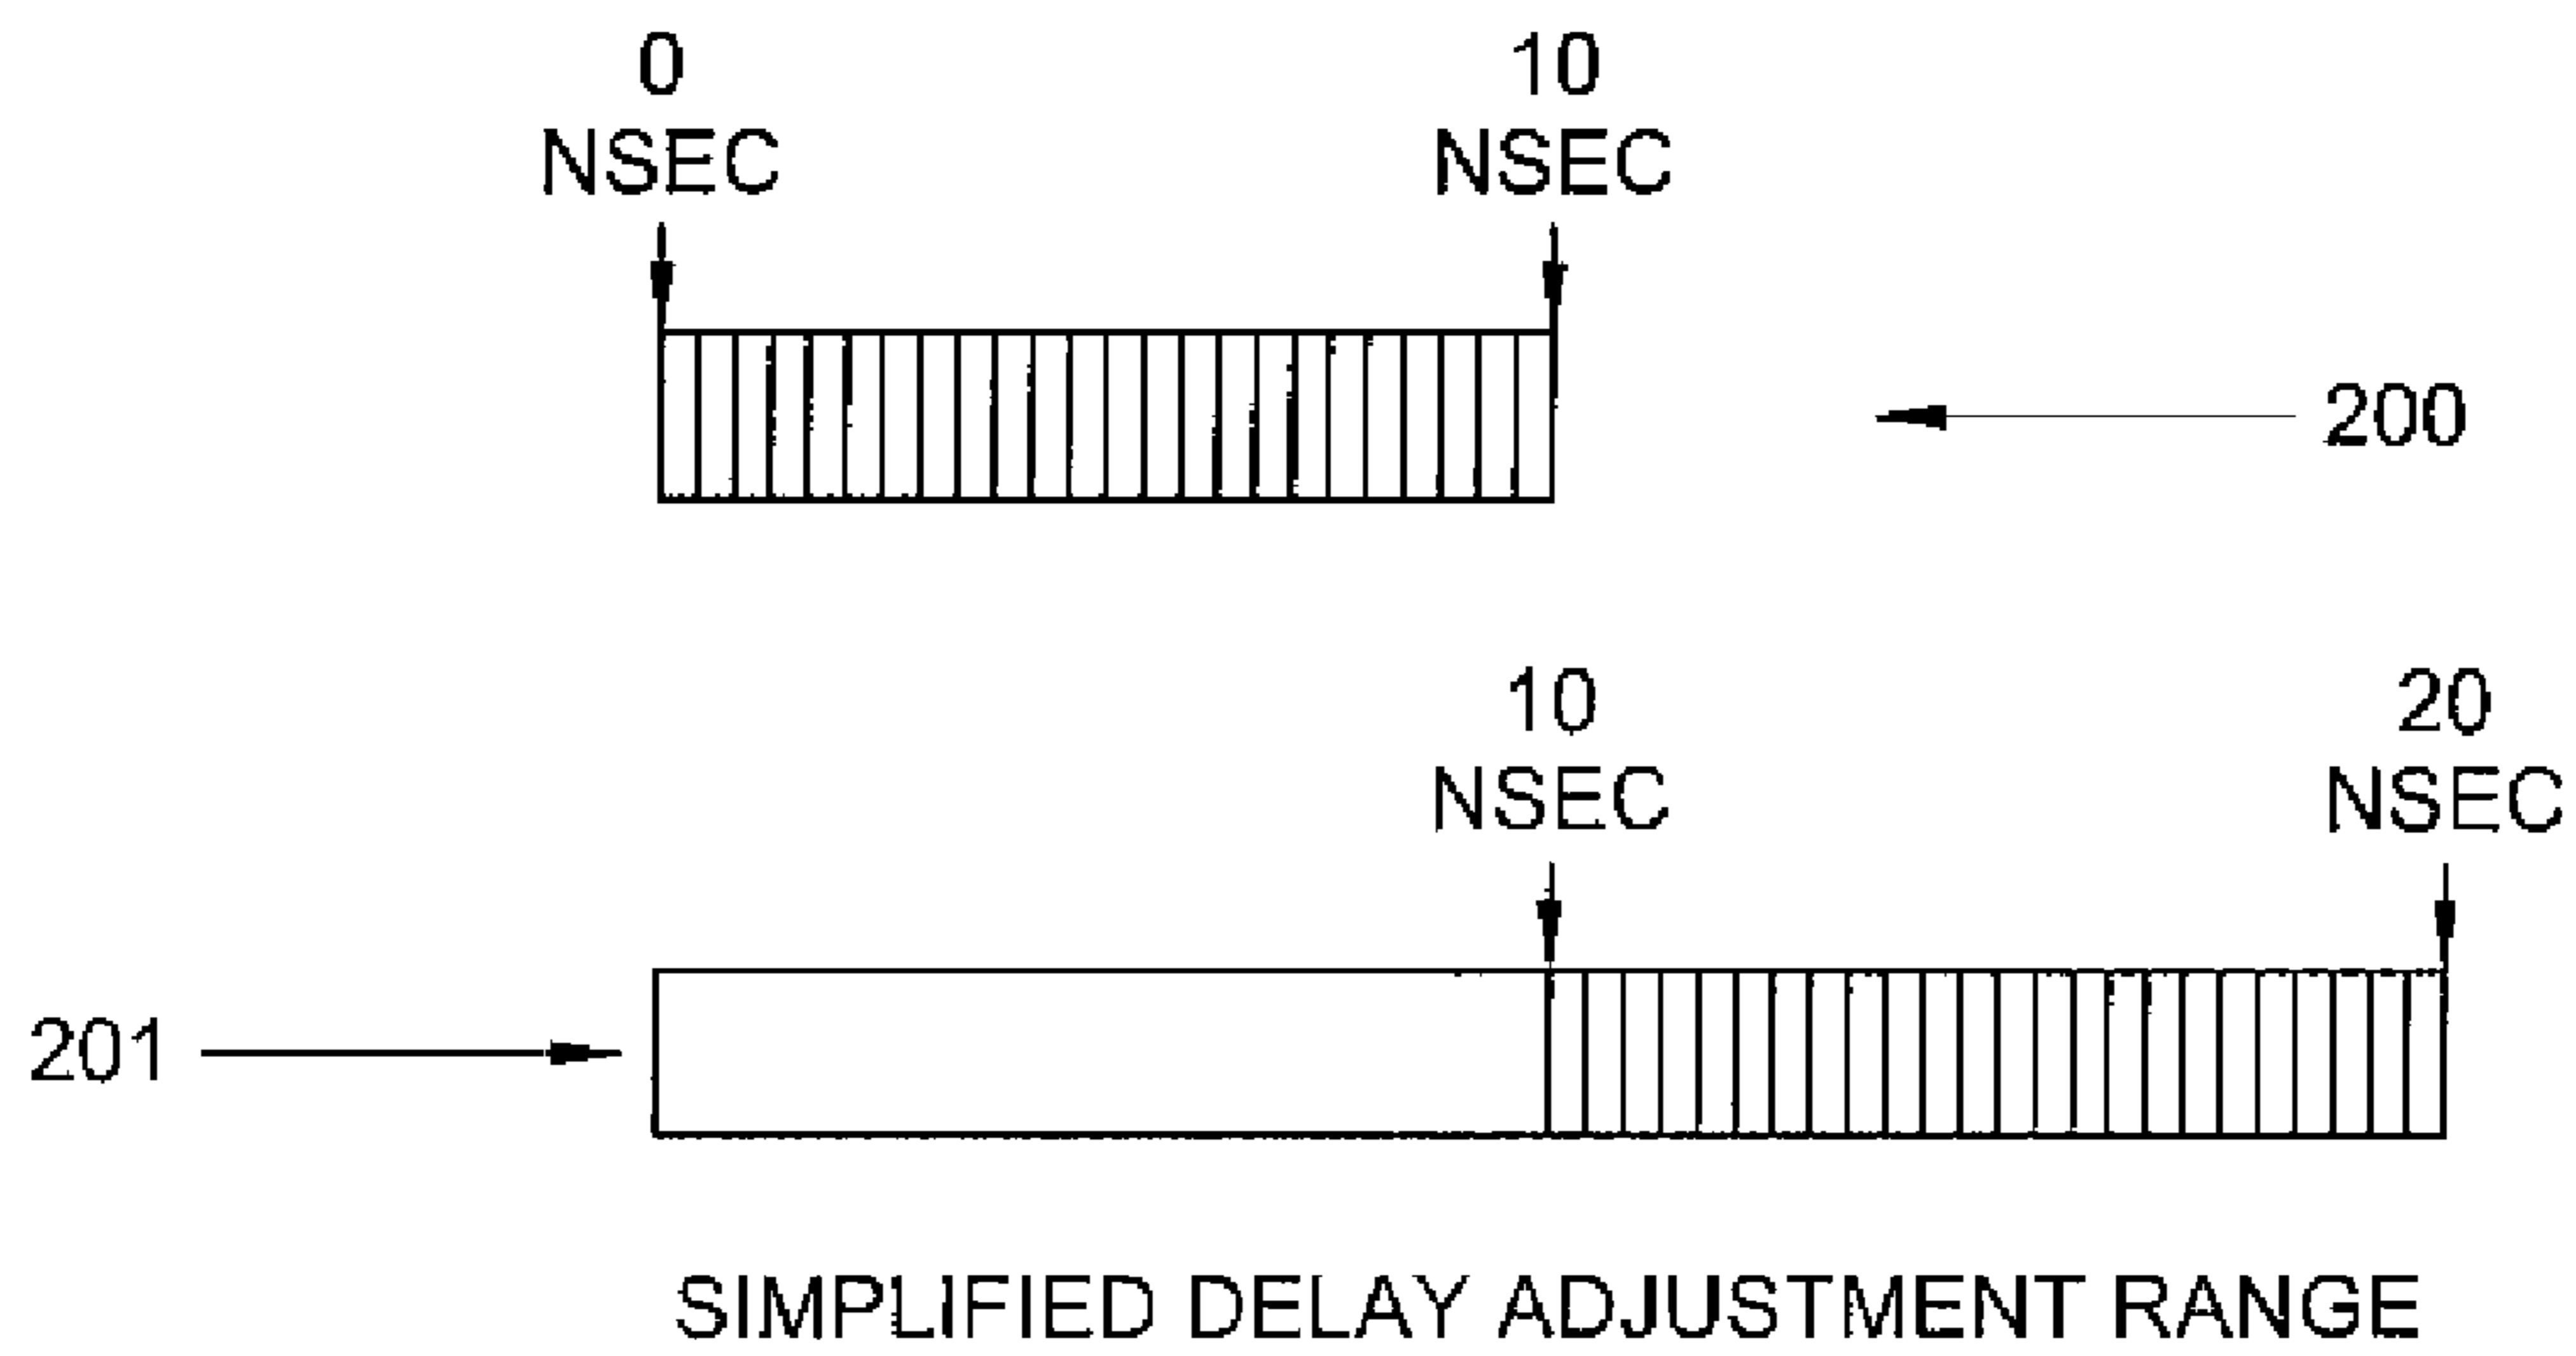 0
NSEC
10
NSEC
200
10
NSEC
20
NSEC
201
SIMPLIFIED DELAY ADJUSTMENT RANGE